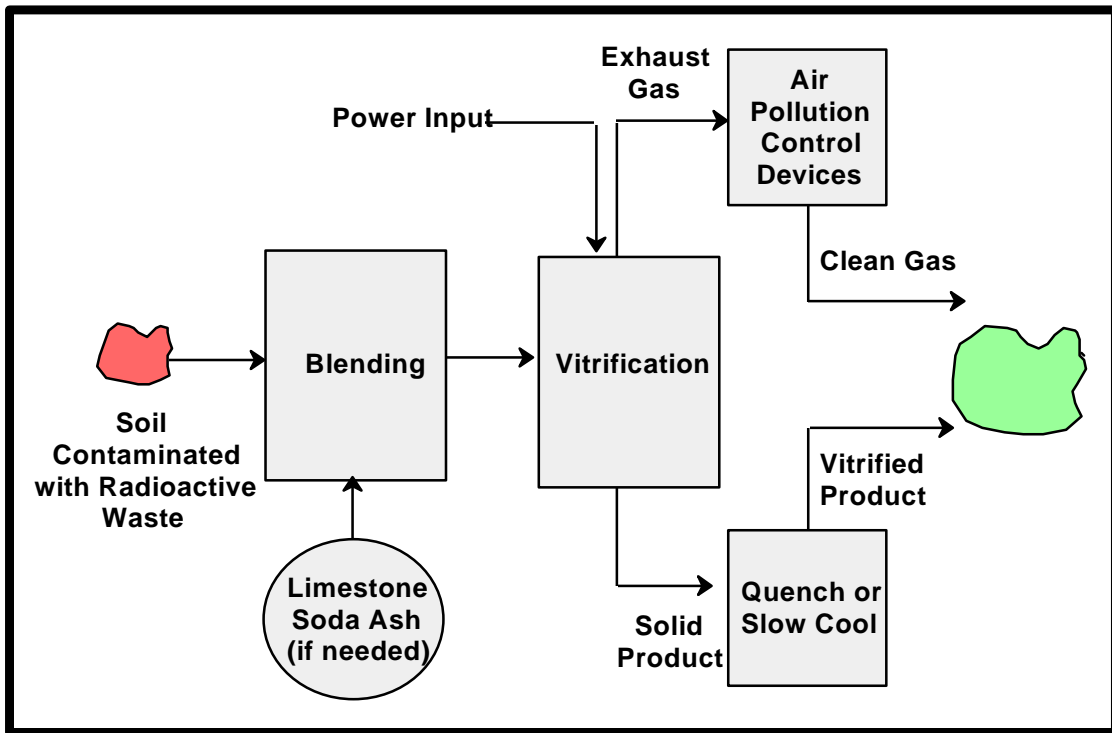 Exhaust
Gas
Air
Pollution
Control
Devices
Power Input
Clean Gas
Blending
Vitrification
Soil
Contaminated
with Radioactive
Waste
Vitrified
Product
Limestone
Soda Ash
(if needed)
Solid
Product
Quench or
Slow Cool